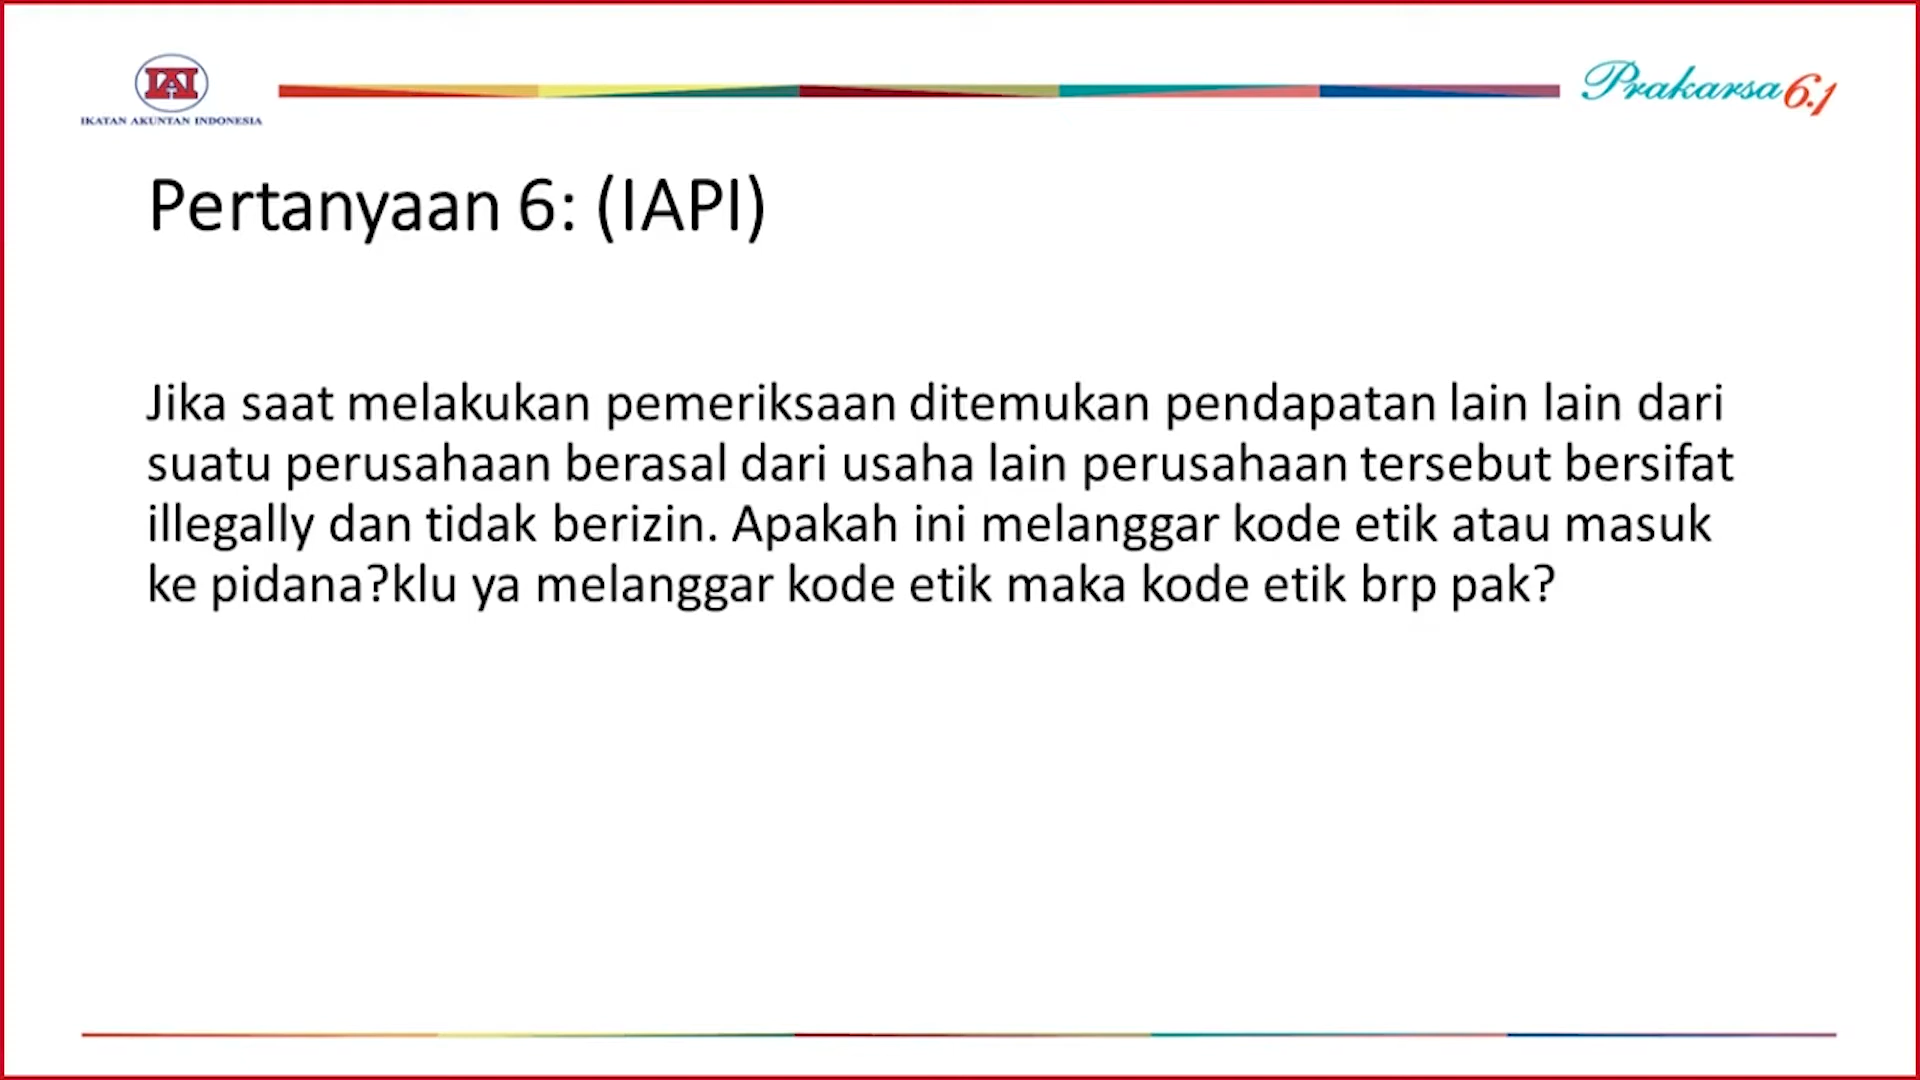 IAI
IKATAN AKUNTAN INDONESIA
Prakarsa 6.1
Pertanyaan 6: (IAPI)
Jika saat melakukan pemeriksaan ditemukan pendapatan lain lain dari
suatu perusahaan berasal dari usaha lain perusahaan tersebut bersifat
illegally dan tidak berizin. Apakah ini melanggar kode etik atau masuk
ke pidana?klu ya melanggar kode etik maka kode etik brp pak?